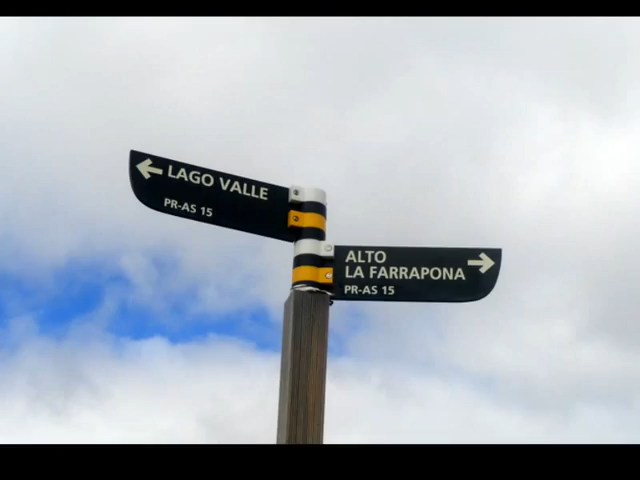 ← LAGO VALLE
PR-AS 15
ALTO
LA FARRAPONA →
PR-AS 15